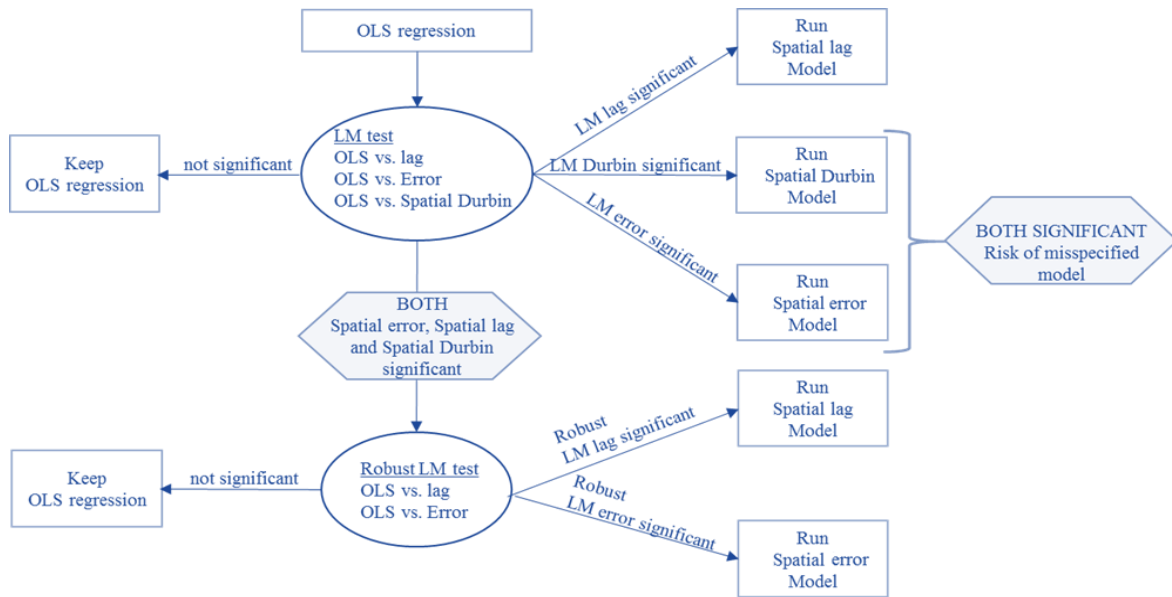 OLS regression
Run
Spatial lag
Model
LM lag significant
LM test
OLS vs. lag
OLS vs. Error
OLS vs. Spatial Durbin
Keep
OLS regression
not significant
LM Durbin significant
Run
Spatial Durbin
Model
LM error significant
BOTH SIGNIFICANT
Risk of misspecified
model
Run
Spatial error
Model
BOTH
Spatial error, Spatial lag
and Spatial Durbin
significant
Run
Spatial lag
Model
Robust
LM lag significant
Keep
OLS regression
not significant
Robust LM test
OLS vs. lag
OLS vs. Error
Robust
LM error significant
Run
Spatial error
Model